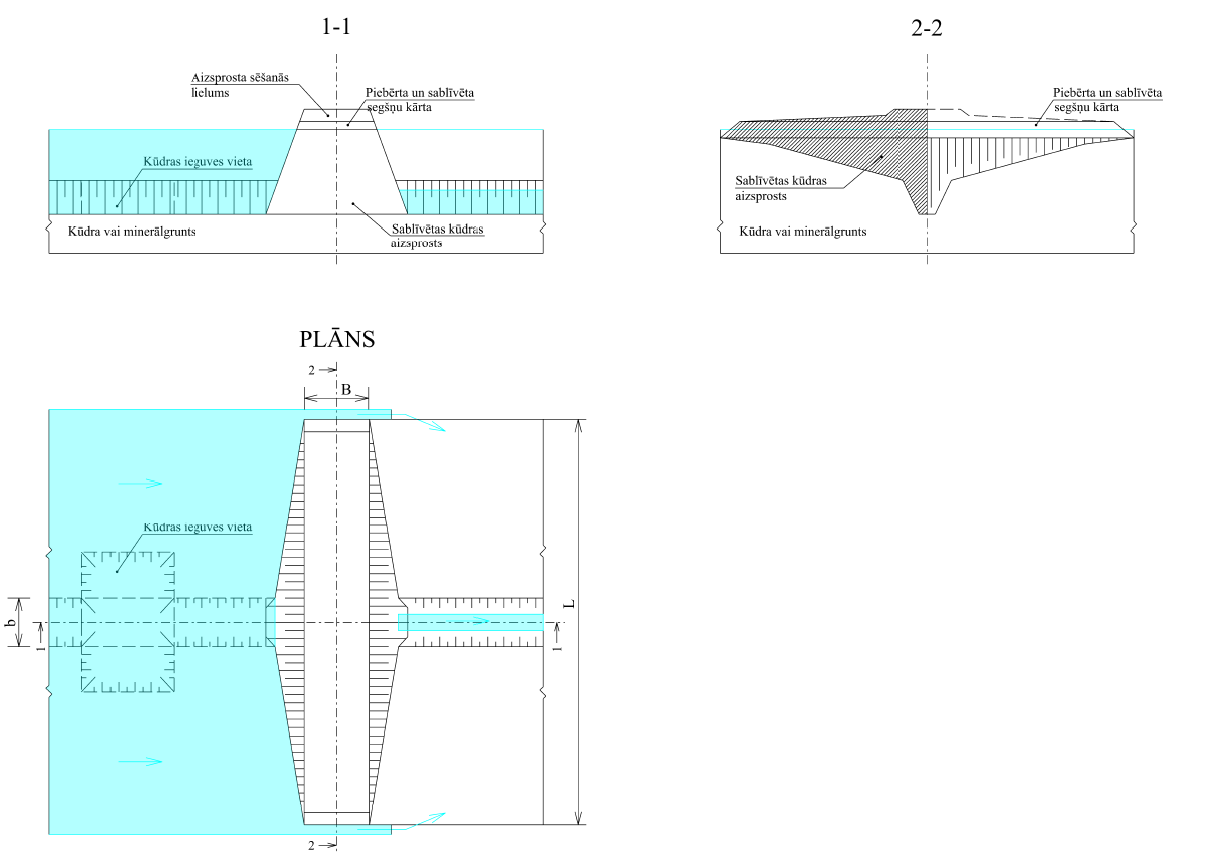 1-1
Aizsprosta sēšanās
lielums
Piebērta un sablīvēta
segšņu kārta
Kūdras ieguves vieta
Kūdra vai minerālgrunts
Sablīvētas kūdras
aizsprosts
2-2
Piebērta un sablīvēta
segšņu kārta
Sablīvētas kūdras
aizsprosts
Kūdra vai minerālgrunts
PLĀNS
2
B
Kūdras ieguves vieta
b
1
L
1
2